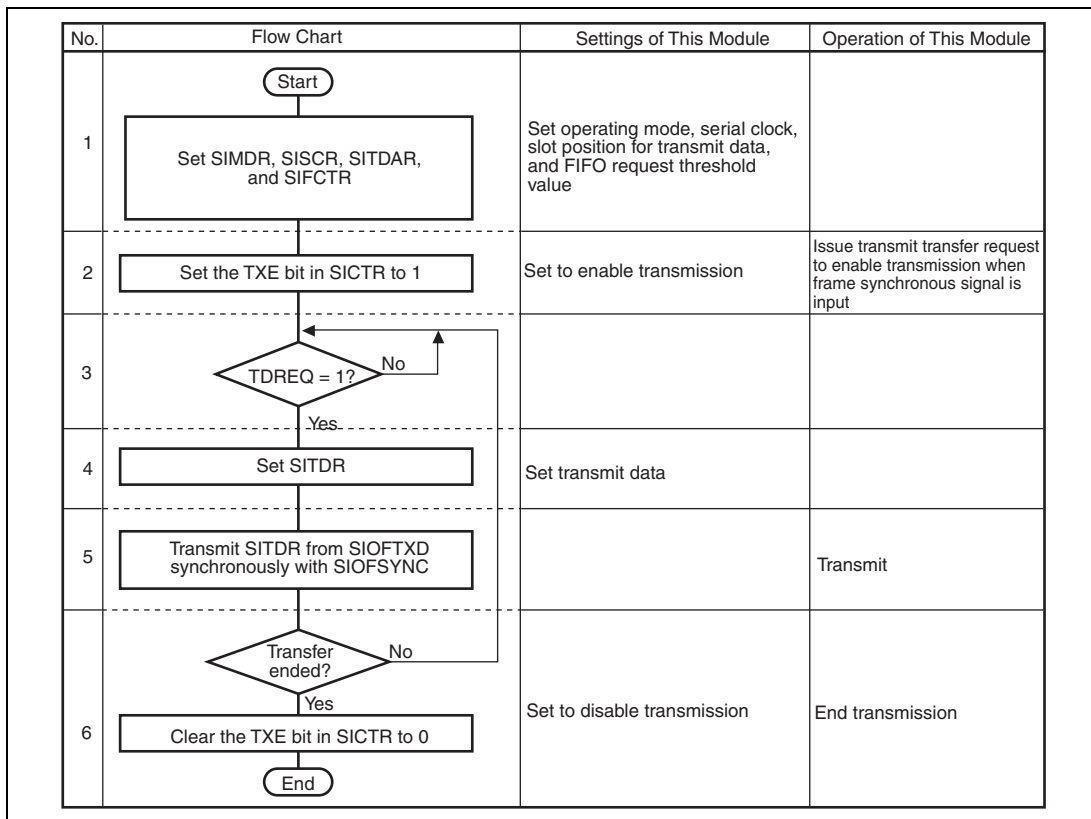 No.
Flow Chart
Settings of This Module
Operation of This Module
1
Start
Set SIMDR, SISCR, SITDAR,
and SIFCTR
Set operating mode, serial clock,
slot position for transmit data,
and FIFO request threshold
value
2
Set the TXE bit in SICTR to 1
Set to enable transmission
Issue transmit transfer request
to enable transmission when
frame synchronous signal is
input
3
TDREQ = 1?
No
Yes
4
Set SITDR
Set transmit data
5
Transmit SITDR from SIOFTXD
synchronously with SIOFSYNC
Transmit
Transfer
ended?
No
Yes
6
Clear the TXE bit in SICTR to 0
Set to disable transmission
End transmission
End